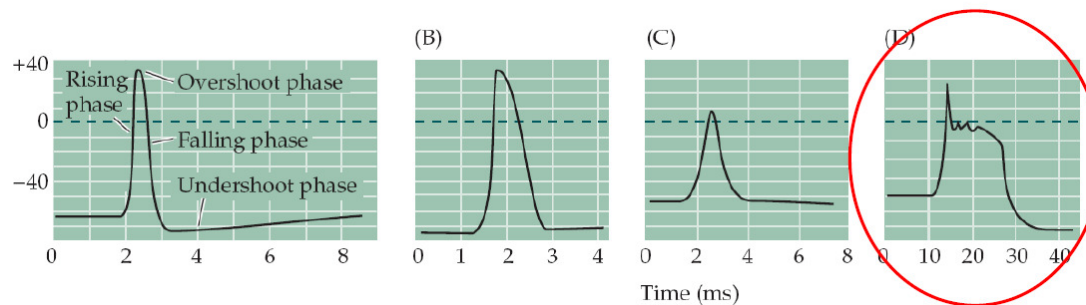 (B)
(C)
(D)
+40
0
−40
Rising
phase
Overshoot phase
Falling phase
Undershoot phase
0 2 4 6 8
0 1 2 3 4
0 2 4 6 8
0 10 20 30 40
Time (ms)